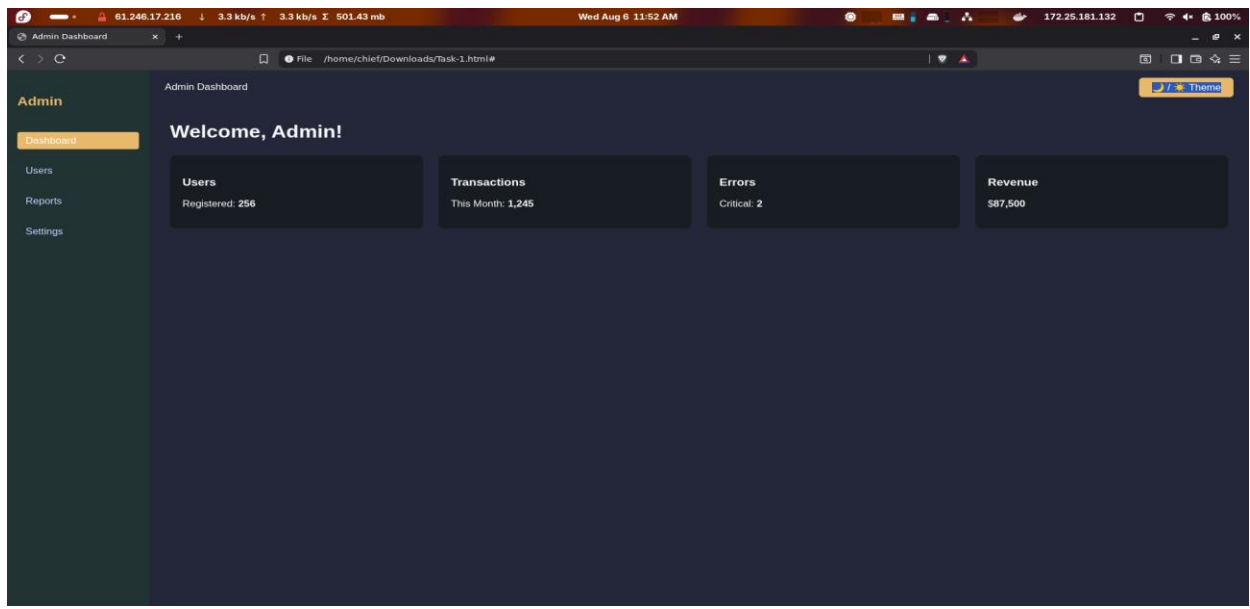 61.246.17.216 ↓ 3.3 kb/s ↑ 3.3 kb/s Σ 501.43 mb Wed Aug 6 11:52 AM 172.25.181.132 100%
Admin Dashboard × +
File /home/chief/Downloads/Task-1.html#
Admin
Dashboard
Users
Reports
Settings
Admin Dashboard
🌙 / ☀️ Theme
Welcome, Admin!
Users
Registered: 256
Transactions
This Month: 1,245
Errors
Critical: 2
Revenue
$87,500